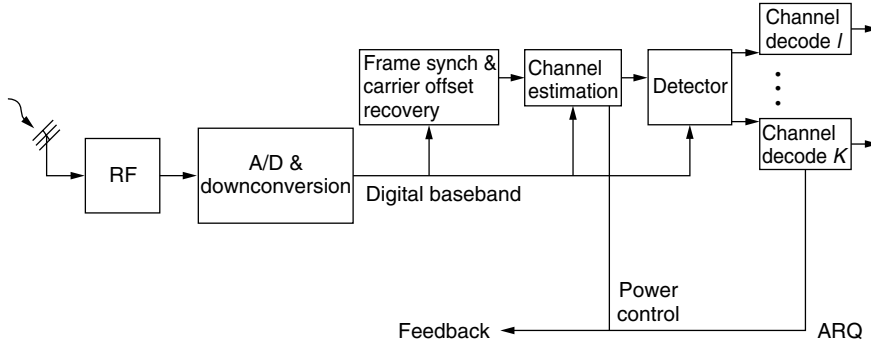 Channel
decode I
Frame synch &
carrier offset
recovery
Channel
estimation
Detector
Channel
decode K
RF
A/D &
downconversion
Digital baseband
Power
control
Feedback
ARQ